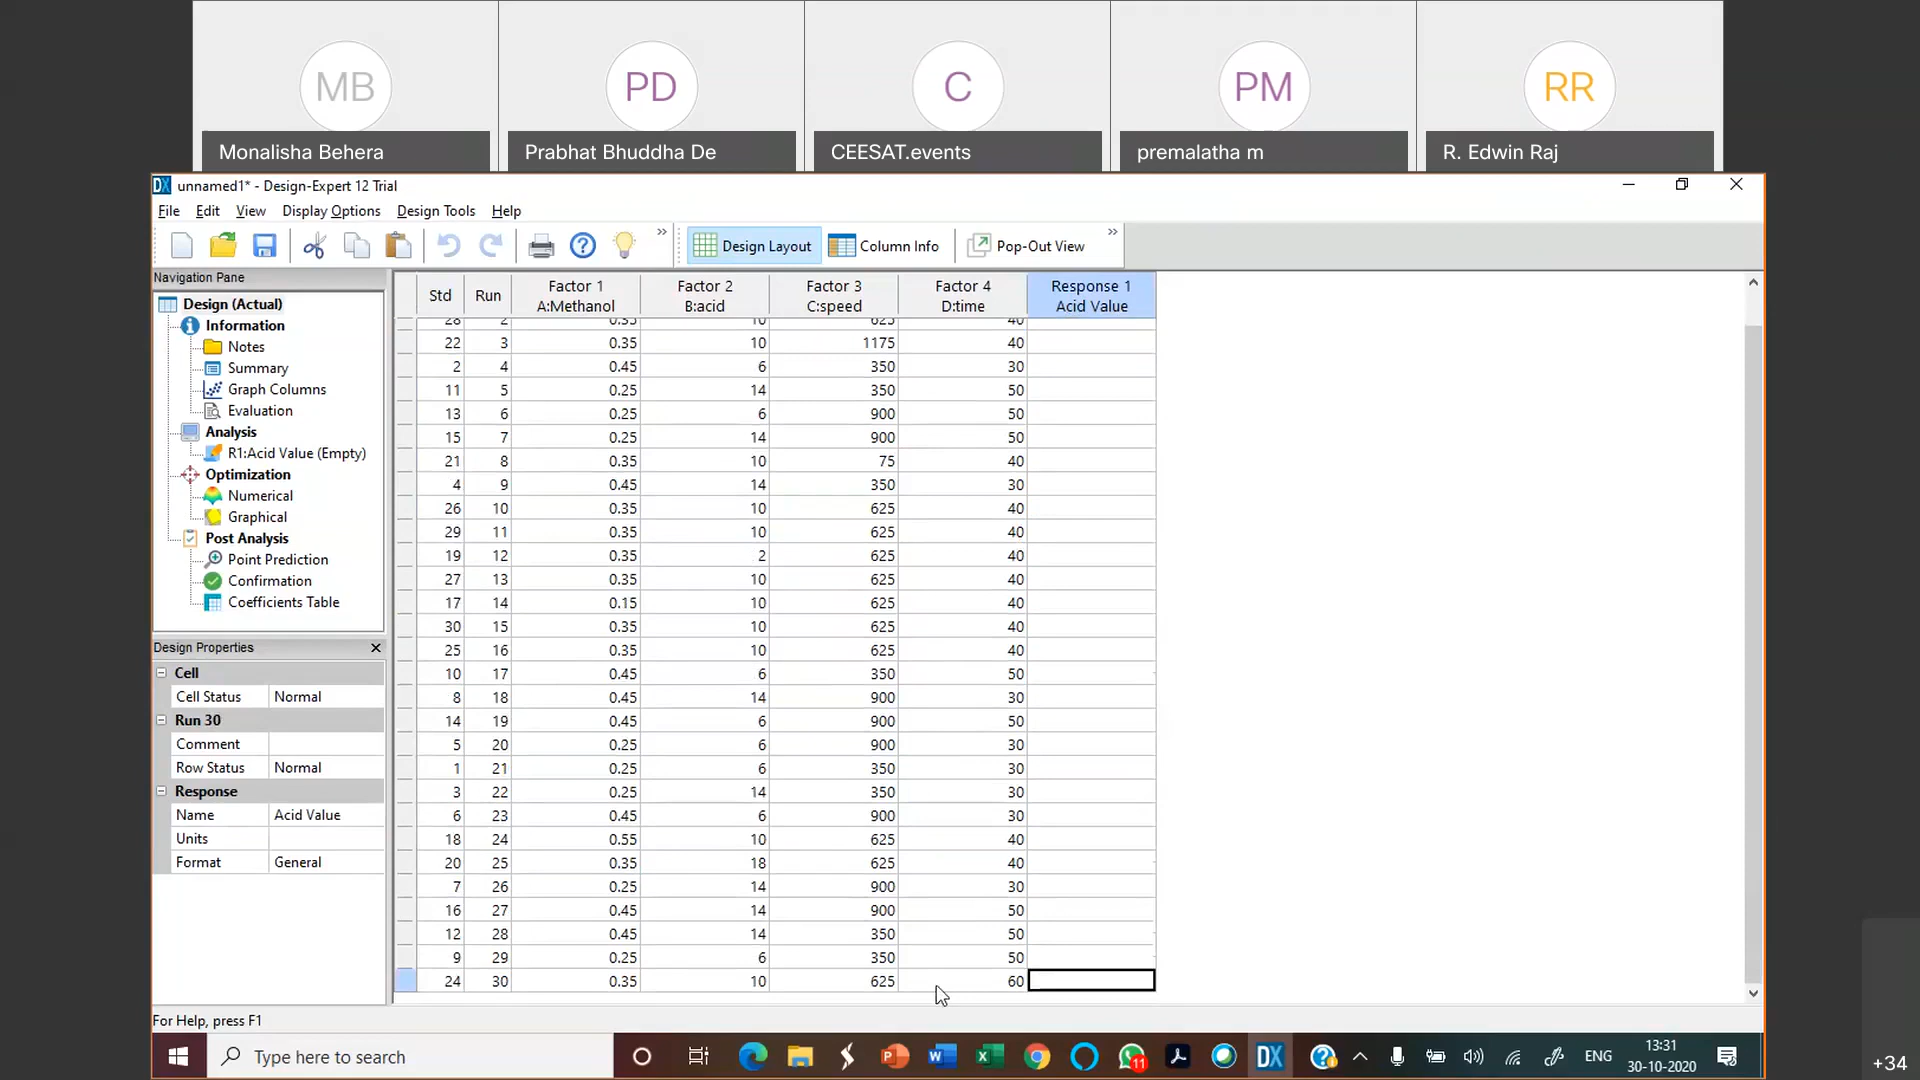 MB PD C PM RR
Monalisha Behera Prabhat Bhuddha De CEESAT.events premalatha m R. Edwin Raj
DX unnamed1* - Design-Expert 12 Trial
File Edit View Display Options Design Tools Help
» Design Layout Column Info Pop-Out View »
Navigation Pane
Design (Actual)
Information
Notes
Summary
Graph Columns
Evaluation
Analysis
R1:Acid Value (Empty)
Optimization
Numerical
Graphical
Post Analysis
Point Prediction
Confirmation
Coefficients Table
Design Properties
Cell
Cell Status Normal
Run 30
Comment
Row Status Normal
Response
Name Acid Value
Units
Format General
Std Run Factor 1 A:Methanol Factor 2 B:acid Factor 3 C:speed Factor 4 D:time Response 1 Acid Value
28 2 0.35 10 625 40
22 3 0.35 10 1175 40
2 4 0.45 6 350 30
11 5 0.25 14 350 50
13 6 0.25 6 900 50
15 7 0.25 14 900 50
21 8 0.35 10 75 40
4 9 0.45 14 350 30
26 10 0.35 10 625 40
29 11 0.35 10 625 40
19 12 0.35 2 625 40
27 13 0.35 10 625 40
17 14 0.15 10 625 40
30 15 0.35 10 625 40
25 16 0.35 10 625 40
10 17 0.45 6 350 50
8 18 0.45 14 900 30
14 19 0.45 6 900 50
5 20 0.25 6 900 30
1 21 0.25 6 350 30
3 22 0.25 14 350 30
6 23 0.45 6 900 30
18 24 0.55 10 625 40
20 25 0.35 18 625 40
7 26 0.25 14 900 30
16 27 0.45 14 900 50
12 28 0.45 14 350 50
9 29 0.25 6 350 50
24 30 0.35 10 625 60
For Help, press F1
Type here to search
11
DX
ENG
13:31
30-10-2020
+34